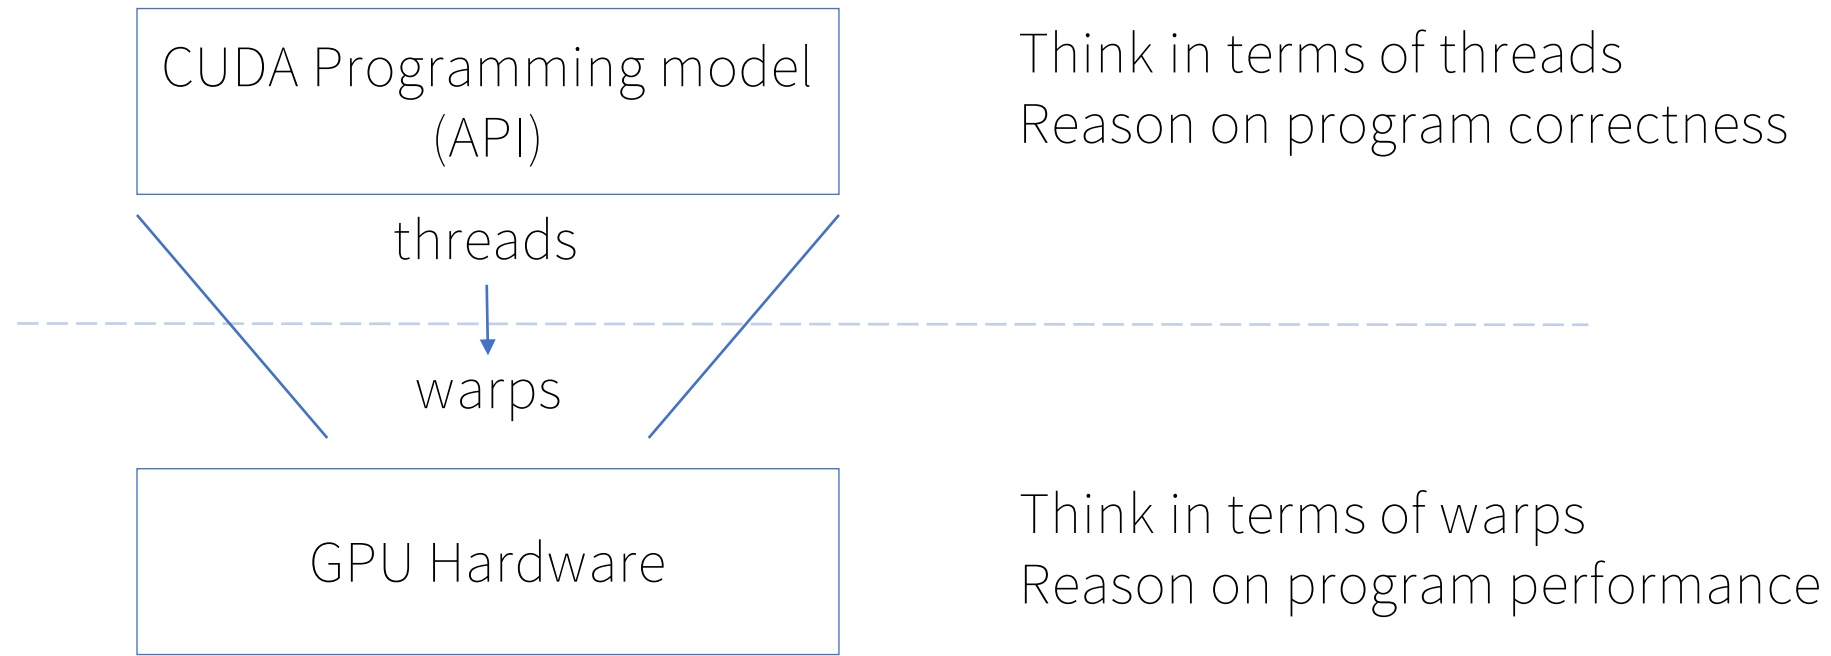 CUDA Programming model
(API)
Think in terms of threads
Reason on program correctness
threads
warps
GPU Hardware
Think in terms of warps
Reason on program performance